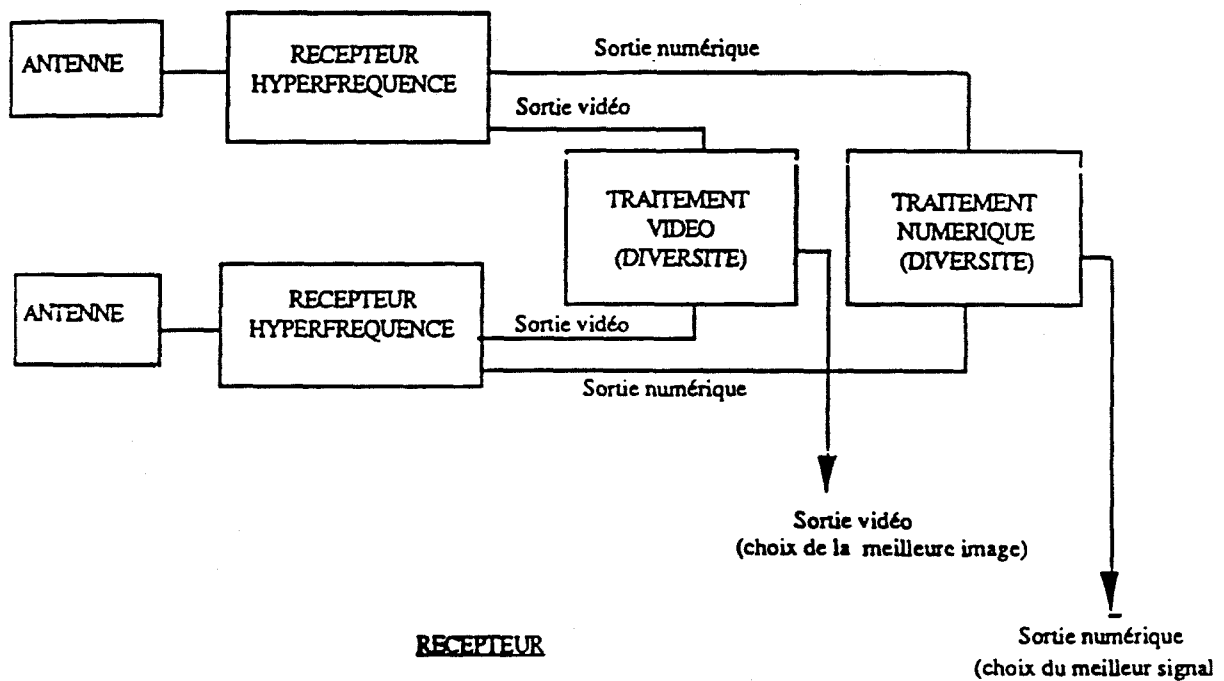 ANTENNE
RECEPTEUR
HYPERFREQUENCE
Sortie numérique
Sortie vidéo
TRAITEMENT
VIDEO
(DIVERSITE)
TRAITEMENT
NUMERIQUE
(DIVERSITE)
ANTENNE
RECEPTEUR
HYPERFREQUENCE
Sortie vidéo
Sortie numérique
Sortie vidéo
(choix de la meilleure image)
RECEPTEUR
Sortie numérique
(choix du meilleur signal